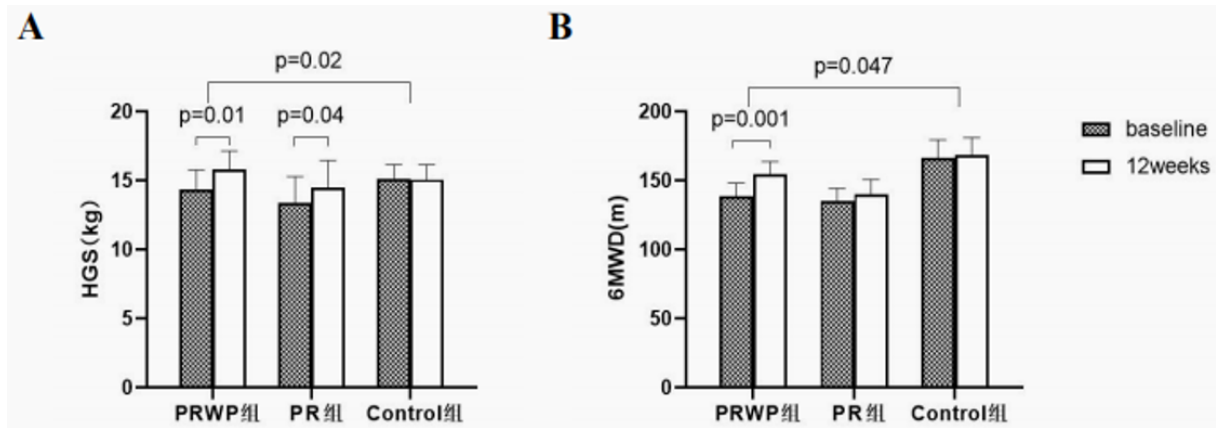 A
p=0.02
p=0.01
p=0.04
20
15
10
5
0
HGS(kg)
PRWP组
PR组
Control组
B
p=0.047
p=0.001
200
150
100
50
0
6MWD(m)
PRWP组
PR组
Control组
baseline
12weeks